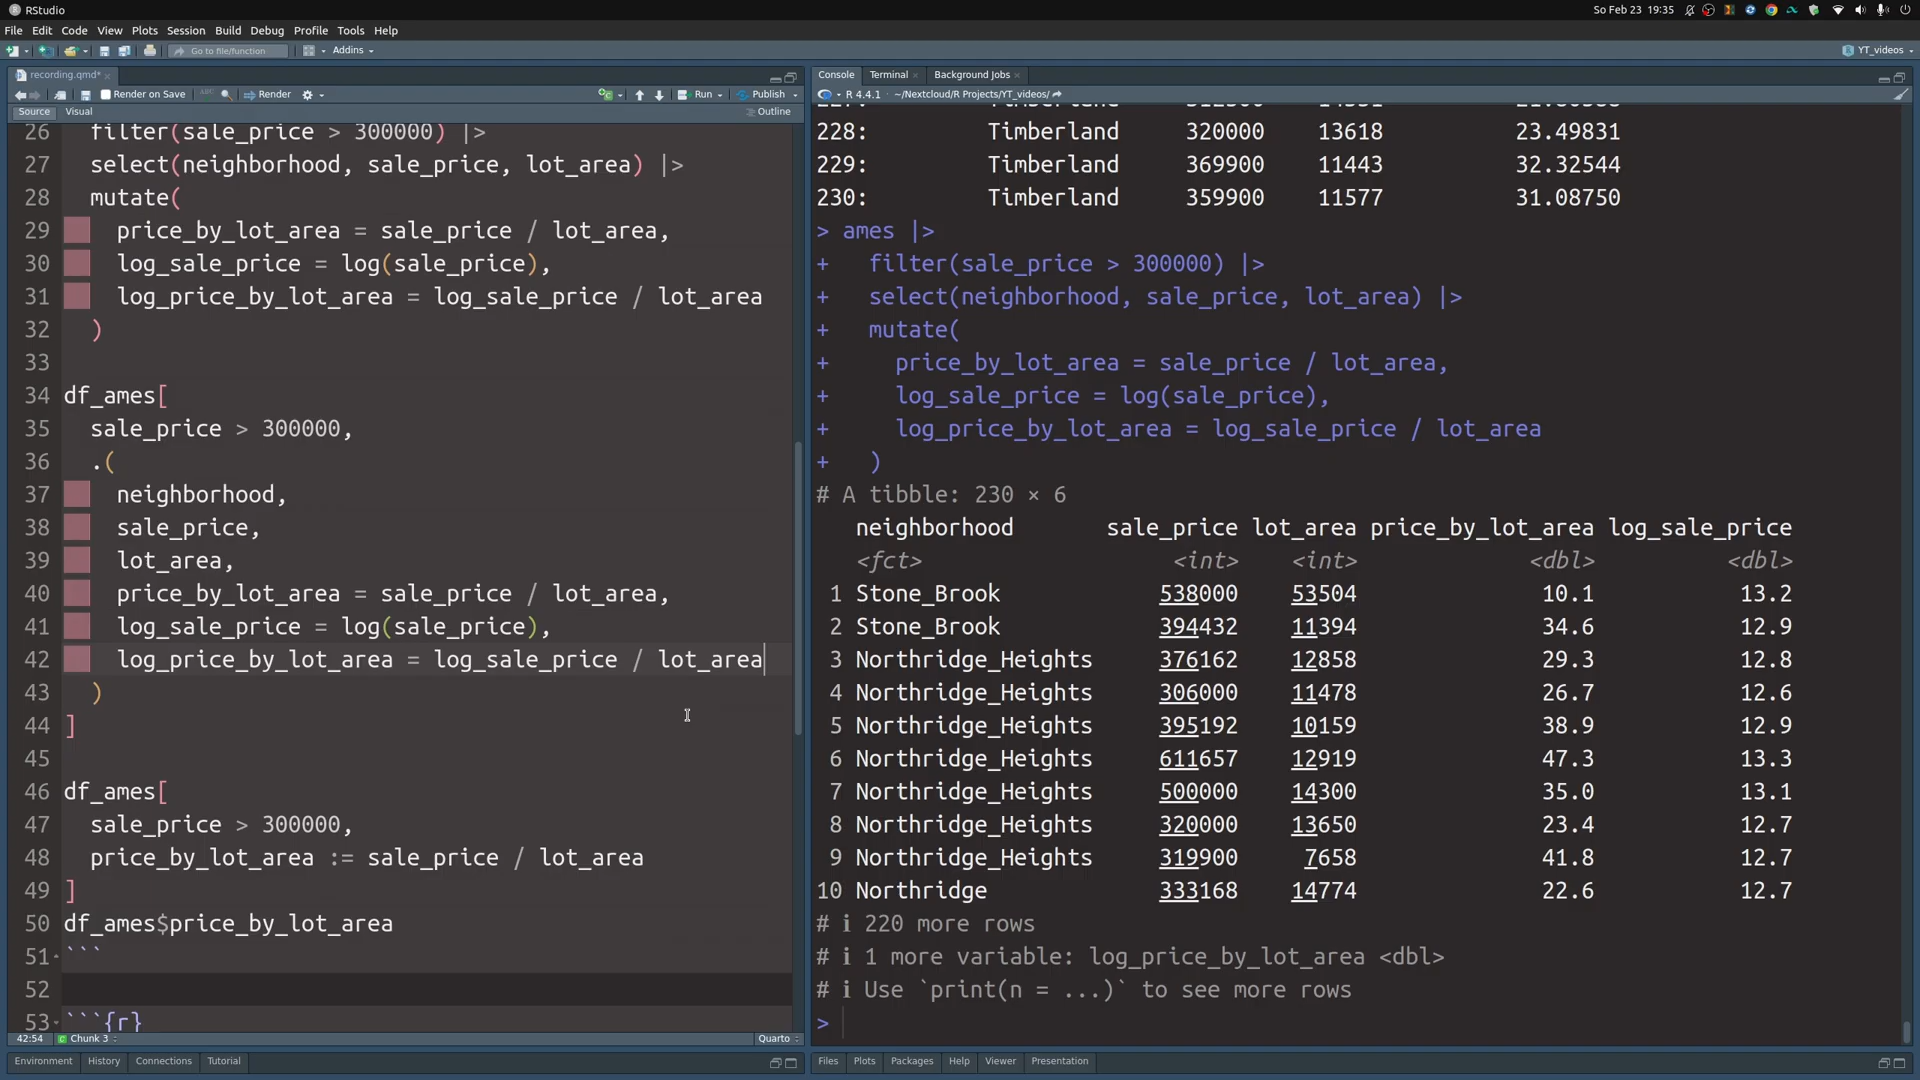 RStudio
So Feb 23 19:35
File Edit Code View Plots Session Build Debug Profile Tools Help
Go to file/function
Addins
YT_videos
recording.qmd*
Render on Save
Render
Run
Publish
Source Visual
Outline
26 filter(sale_price > 300000) |>
27 select(neighborhood, sale_price, lot_area) |>
28 mutate(
29 price_by_lot_area = sale_price / lot_area,
30 log_sale_price = log(sale_price),
31 log_price_by_lot_area = log_sale_price / lot_area
32 )
33
34 df_ames[
35 sale_price > 300000,
36 .(
37 neighborhood,
38 sale_price,
39 lot_area,
40 price_by_lot_area = sale_price / lot_area,
41 log_sale_price = log(sale_price),
42 log_price_by_lot_area = log_sale_price / lot_area
43 )
44 ]
45
46 df_ames[
47 sale_price > 300000,
48 price_by_lot_area := sale_price / lot_area
49 ]
50 df_ames$price_by_lot_area
51 ```
52
53 ```{r}
42:54 Chunk 3
Quarto
Environment History Connections Tutorial
Console Terminal Background Jobs
R 4.4.1 · ~/Nextcloud/R Projects/YT_videos/
228: Timberland 320000 13618 23.49831
229: Timberland 369900 11443 32.32544
230: Timberland 359900 11577 31.08750
> ames |>
+ filter(sale_price > 300000) |>
+ select(neighborhood, sale_price, lot_area) |>
+ mutate(
+ price_by_lot_area = sale_price / lot_area,
+ log_sale_price = log(sale_price),
+ log_price_by_lot_area = log_sale_price / lot_area
+ )
# A tibble: 230 × 6
neighborhood sale_price lot_area price_by_lot_area log_sale_price
<fct> <int> <int> <dbl> <dbl>
1 Stone_Brook 538000 53504 10.1 13.2
2 Stone_Brook 394432 11394 34.6 12.9
3 Northridge_Heights 376162 12858 29.3 12.8
4 Northridge_Heights 306000 11478 26.7 12.6
5 Northridge_Heights 395192 10159 38.9 12.9
6 Northridge_Heights 611657 12919 47.3 13.3
7 Northridge_Heights 500000 14300 35.0 13.1
8 Northridge_Heights 320000 13650 23.4 12.7
9 Northridge_Heights 319900 7658 41.8 12.7
10 Northridge 333168 14774 22.6 12.7
# ℹ 220 more rows
# ℹ 1 more variable: log_price_by_lot_area <dbl>
# ℹ Use `print(n = ...)` to see more rows
>
Files Plots Packages Help Viewer Presentation